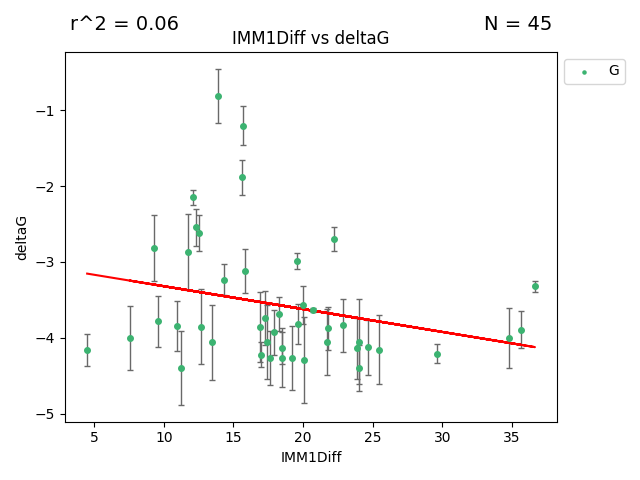 r^2 = 0.06
N = 45
IMM1Diff vs deltaG
G
−1
−2
−3
−4
−5
deltaG
5 10 15 20 25 30 35
IMM1Diff